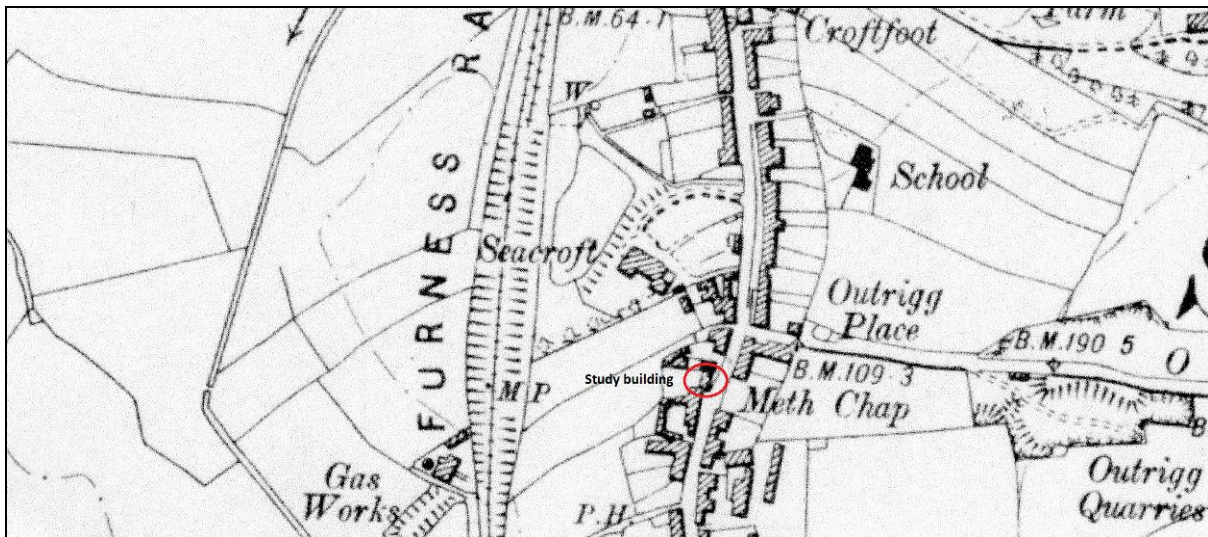 FURNESS RA
B.M.64·1
Croftfoot
Farm
W
School
Seacroft
Outrigg
Place
B.M.190·5
O
Study building
B.M.109·3
M.P
Meth Chap
B
Gas
Works
P.H.
Outrigg
Quarries